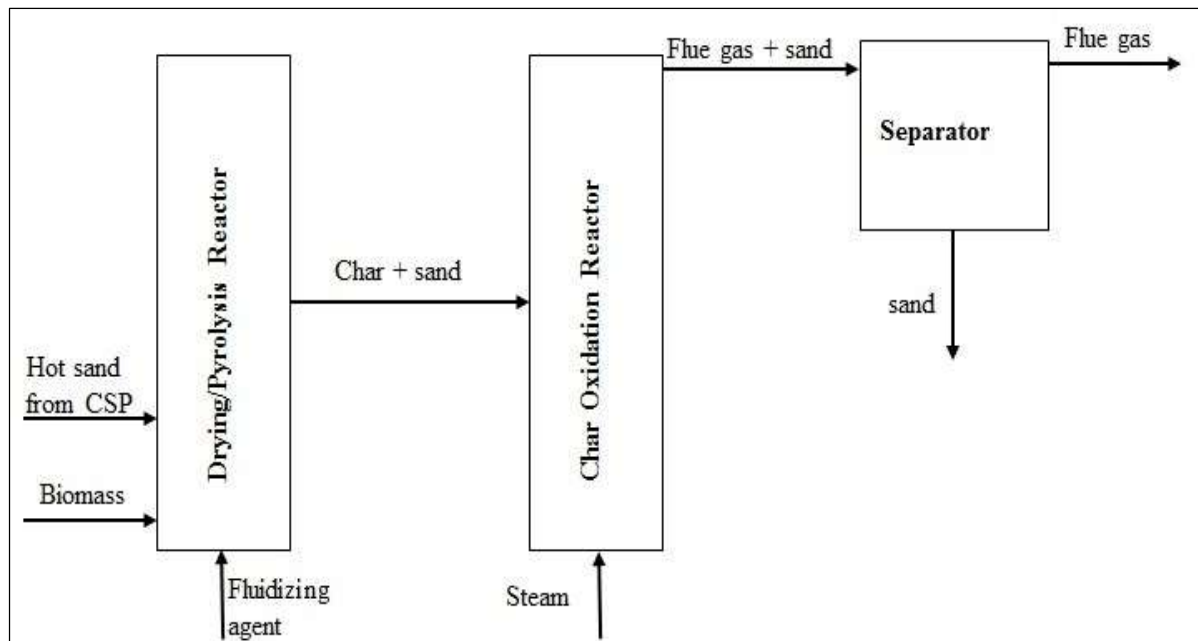 Flue gas + sand
Flue gas
Separator
Drying/Pyrolysis Reactor
Char Oxidation Reactor
Char + sand
sand
Hot sand
from CSP
Biomass
Fluidizing
agent
Steam